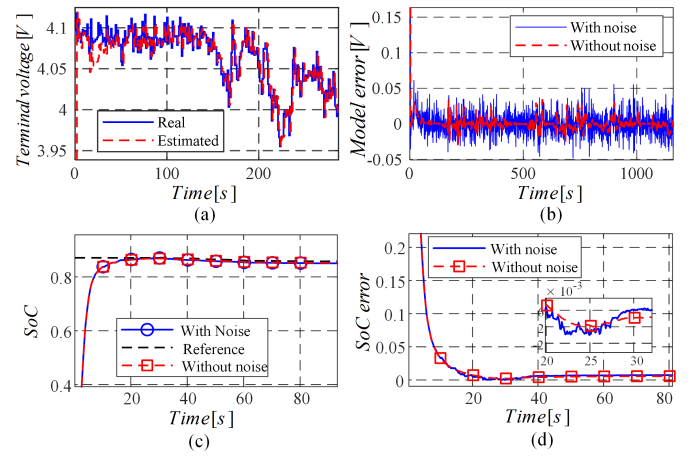 Terminal voltage [V]
4.1
4.05
4
3.95
Real
Estimated
0
100
200
Time[s]
(a)
Model error [V]
0.15
0.1
0.05
0
-0.05
With noise
Without noise
0
500
1000
Time[s]
(b)
SoC
0.8
0.6
0.4
With Noise
Reference
Without noise
20
40
60
80
Time[s]
(c)
SoC error
0.2
0.15
0.1
0.05
0
With noise
Without noise
× 10⁻³
20
25
30
0
20
40
60
80
Time[s]
(d)